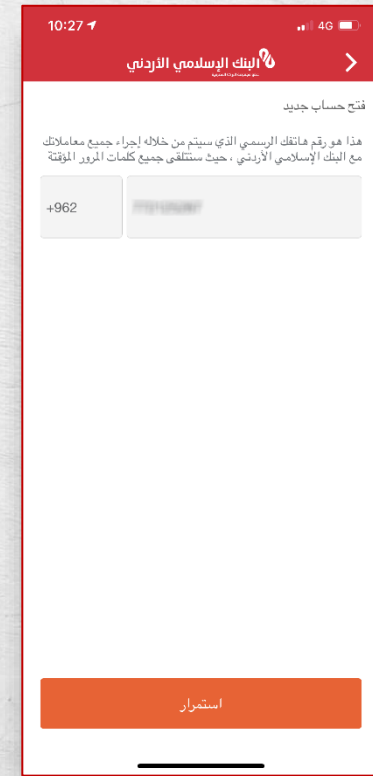 10:27
4G
البنك الإسلامي الأردني
فتح حساب جديد
هذا هو رقم هاتفك الرسمي الذي سيتم من خلاله إجراء جميع معاملاتك
مع البنك الإسلامي الأردني ، حيث ستتلقى جميع كلمات المرور المؤقتة
+962
استمرار